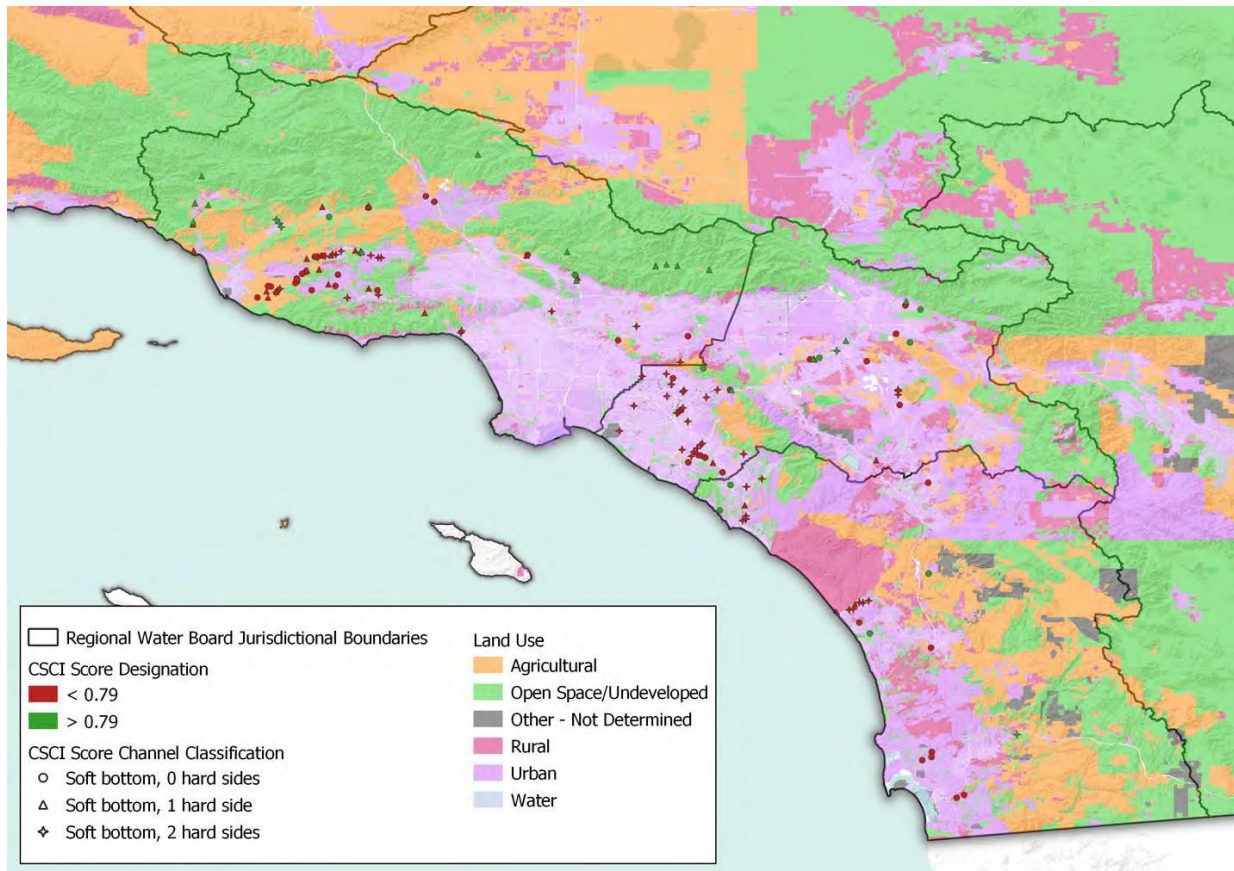 Regional Water Board Jurisdictional Boundaries
CSCI Score Designation
< 0.79
> 0.79
CSCI Score Channel Classification
Soft bottom, 0 hard sides
Soft bottom, 1 hard side
Soft bottom, 2 hard sides
Land Use
Agricultural
Open Space/Undeveloped
Other - Not Determined
Rural
Urban
Water